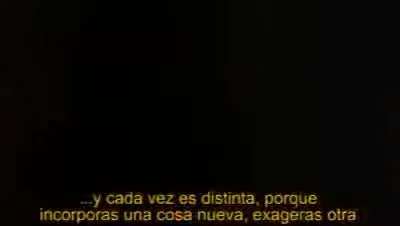 ...y cada vez es distinta, porque
incorporas una cosa nueva, exageras otra